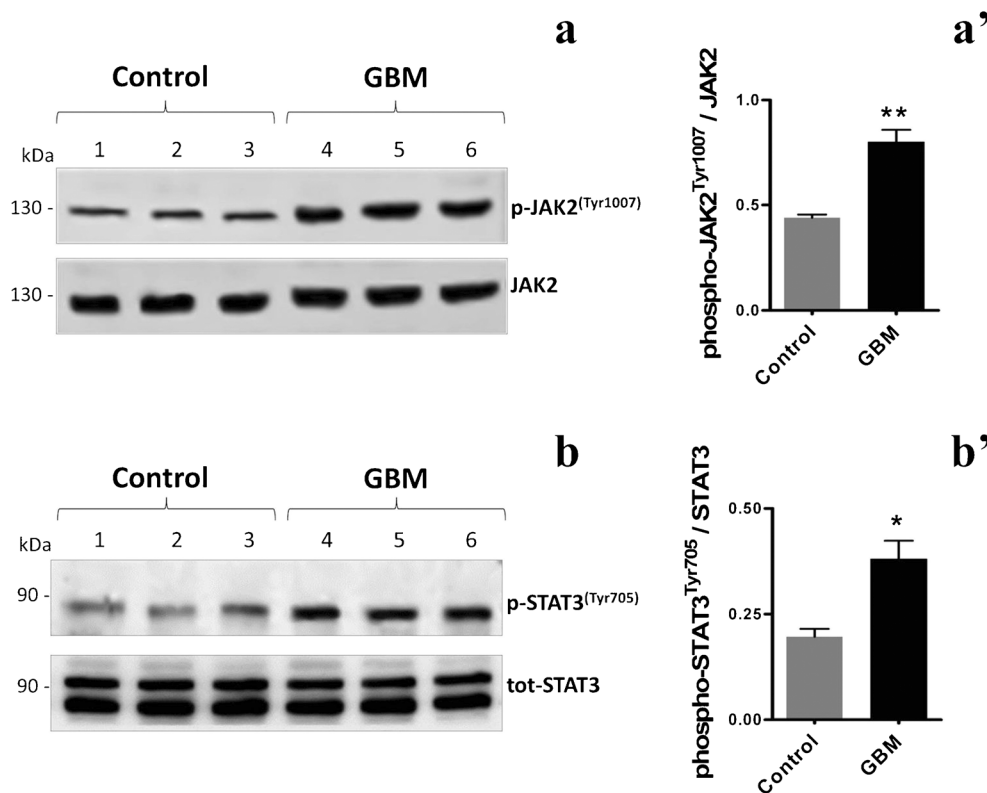 a
Control GBM
kDa 1 2 3 4 5 6
130 - p-JAK2(Tyr1007)
130 - JAK2
a’
phospho-JAK2Tyr1007 / JAK2
1.0
**
0.5
0.0
Control GBM
b
Control GBM
kDa 1 2 3 4 5 6
90 - p-STAT3(Tyr705)
90 - tot-STAT3
b’
phospho-STAT3Tyr705 / STAT3
0.50
*
0.25
0.00
Control GBM